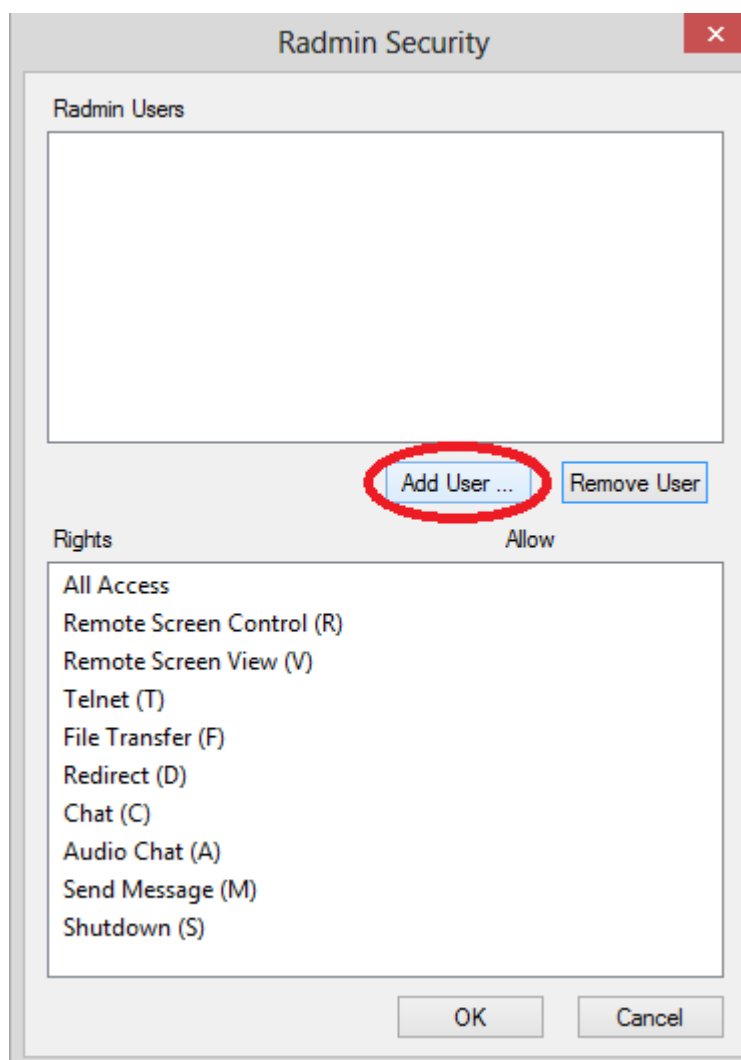 Radmin Security
Radmin Users
Add User ... Remove User
Rights Allow
All Access
Remote Screen Control (R)
Remote Screen View (V)
Telnet (T)
File Transfer (F)
Redirect (D)
Chat (C)
Audio Chat (A)
Send Message (M)
Shutdown (S)
OK Cancel